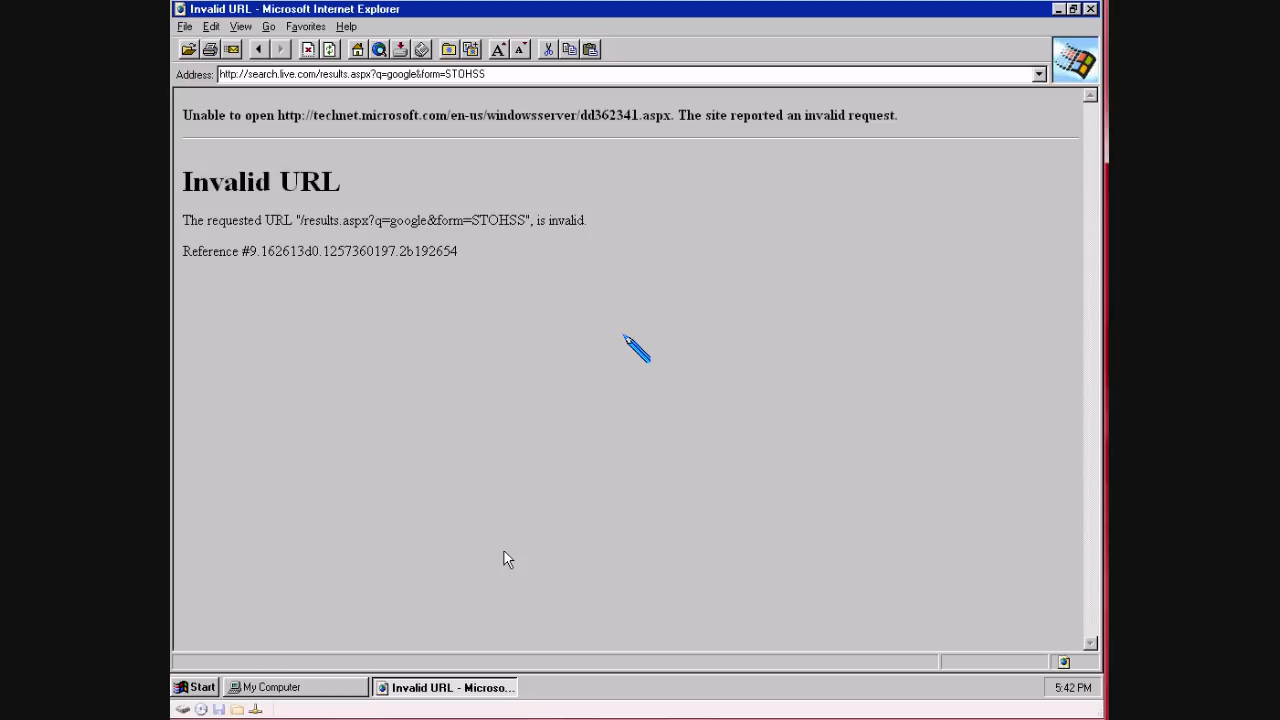 Invalid URL - Microsoft Internet Explorer
File Edit View Go Favorites Help
A A
Address: http://search.live.com/results.aspx?q=google&form=STOHSS
Unable to open http://technet.microsoft.com/en-us/windowsserver/dd362341.aspx. The site reported an invalid request.
Invalid URL
The requested URL "/results.aspx?q=google&form=STOHSS", is invalid.
Reference #9.162613d0.1257360197.2b192654
Start My Computer Invalid URL - Microso... 5:42 PM